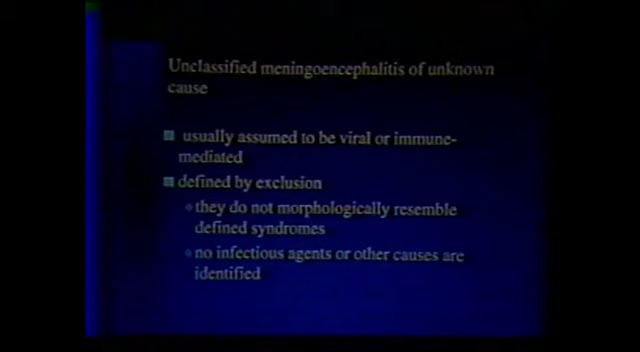 Unclassified meningoencephalitis of unknown
cause
usually assumed to be viral or immune-
mediated
defined by exclusion
they do not morphologically resemble
defined syndromes
no infectious agents or other causes are
identified